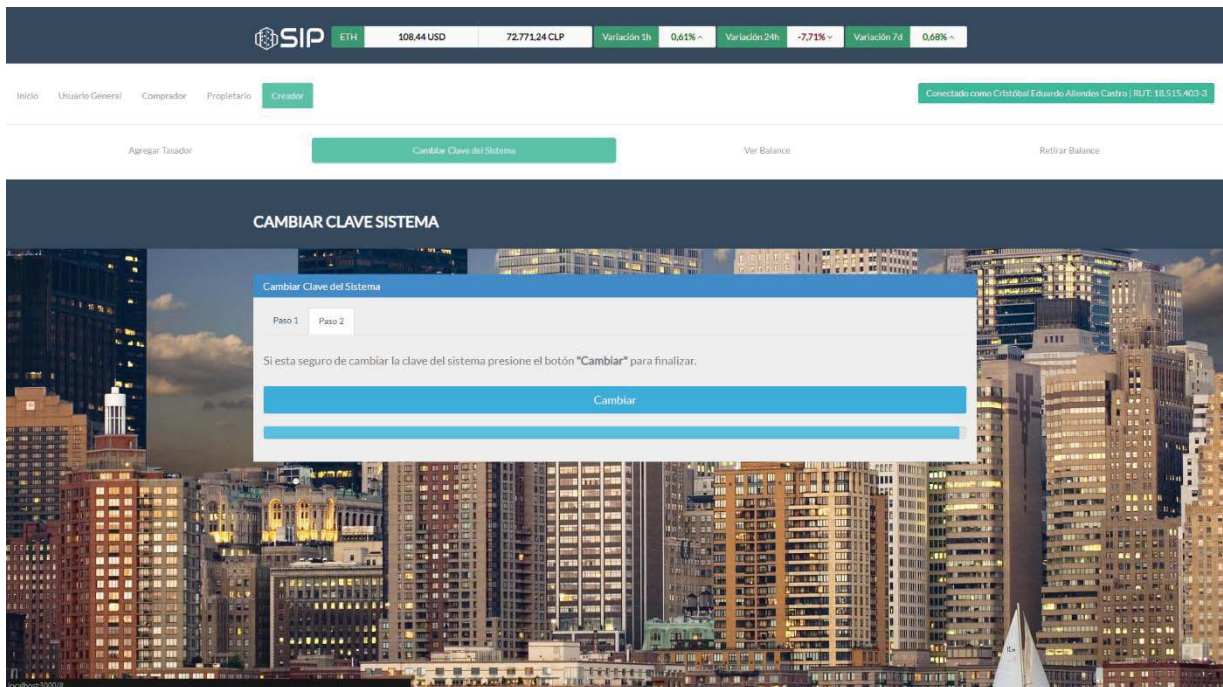 SIP ETH 108,44 USD 72.771,24 CLP Variación 1h 0,61% Variación 24h -7,71% Variación 7d 0,68%
Inicio Usuario General Comprador Propietario Creador Conectado como Cristóbal Eduardo Allendes Castro | RUT: 18.515.403-3
Agregar Tasador Cambiar Clave del Sistema Ver Balance Retirar Balance
CAMBIAR CLAVE SISTEMA
Cambiar Clave del Sistema
Paso 1 Paso 2
Si esta seguro de cambiar la clave del sistema presione el botón "Cambiar" para finalizar.
Cambiar
localhost:3000/#